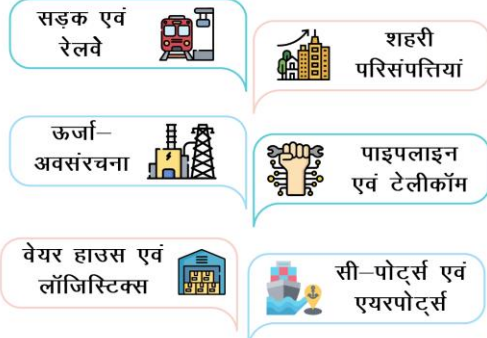 सड़क एवं
रेलवे
शहरी
परिसंपत्तियां
ऊर्जा–
अवसंरचना
पाइपलाइन
एवं टेलीकॉम
वेयर हाउस एवं
लॉजिस्टिक्स
सी–पोर्ट्स एवं
एयरपोर्ट्स